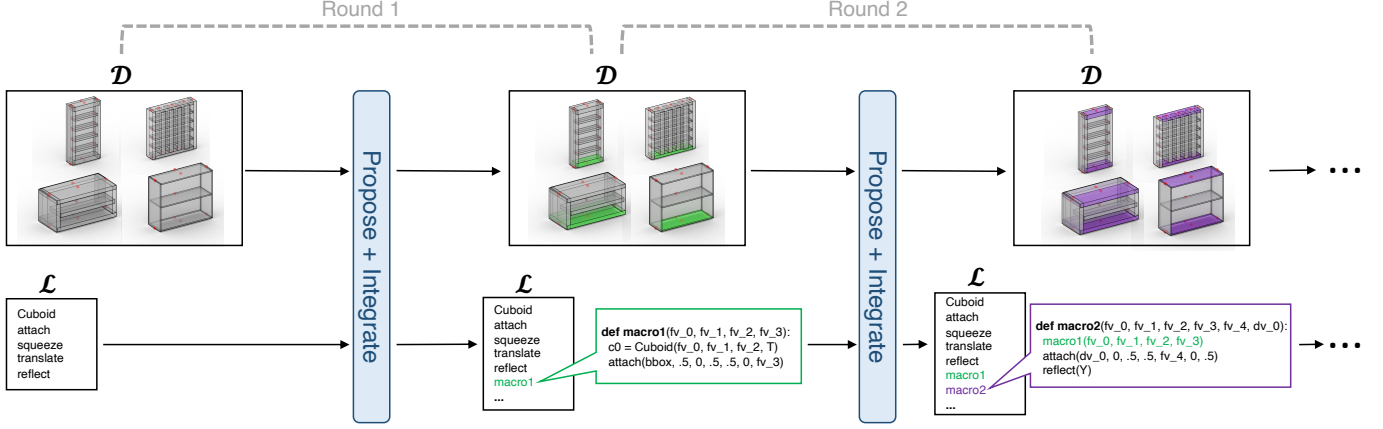 Round 1
Round 2
𝓓
𝓓
𝓓
Propose + Integrate
Propose + Integrate
...
𝓛
Cuboid
attach
squeeze
translate
reflect
𝓛
Cuboid
attach
squeeze
translate
reflect
macro1
...
def macro1(fv_0, fv_1, fv_2, fv_3):
c0 = Cuboid(fv_0, fv_1, fv_2, T)
attach(bbox, .5, 0, .5, .5, 0, fv_3)
𝓛
Cuboid
attach
squeeze
translate
reflect
macro1
macro2
...
def macro2(fv_0, fv_1, fv_2, fv_3, fv_4, dv_0):
macro1(fv_0, fv_1, fv_2, fv_3)
attach(dv_0, 0, .5, .5, fv_4, 0, .5)
reflect(Y)
...